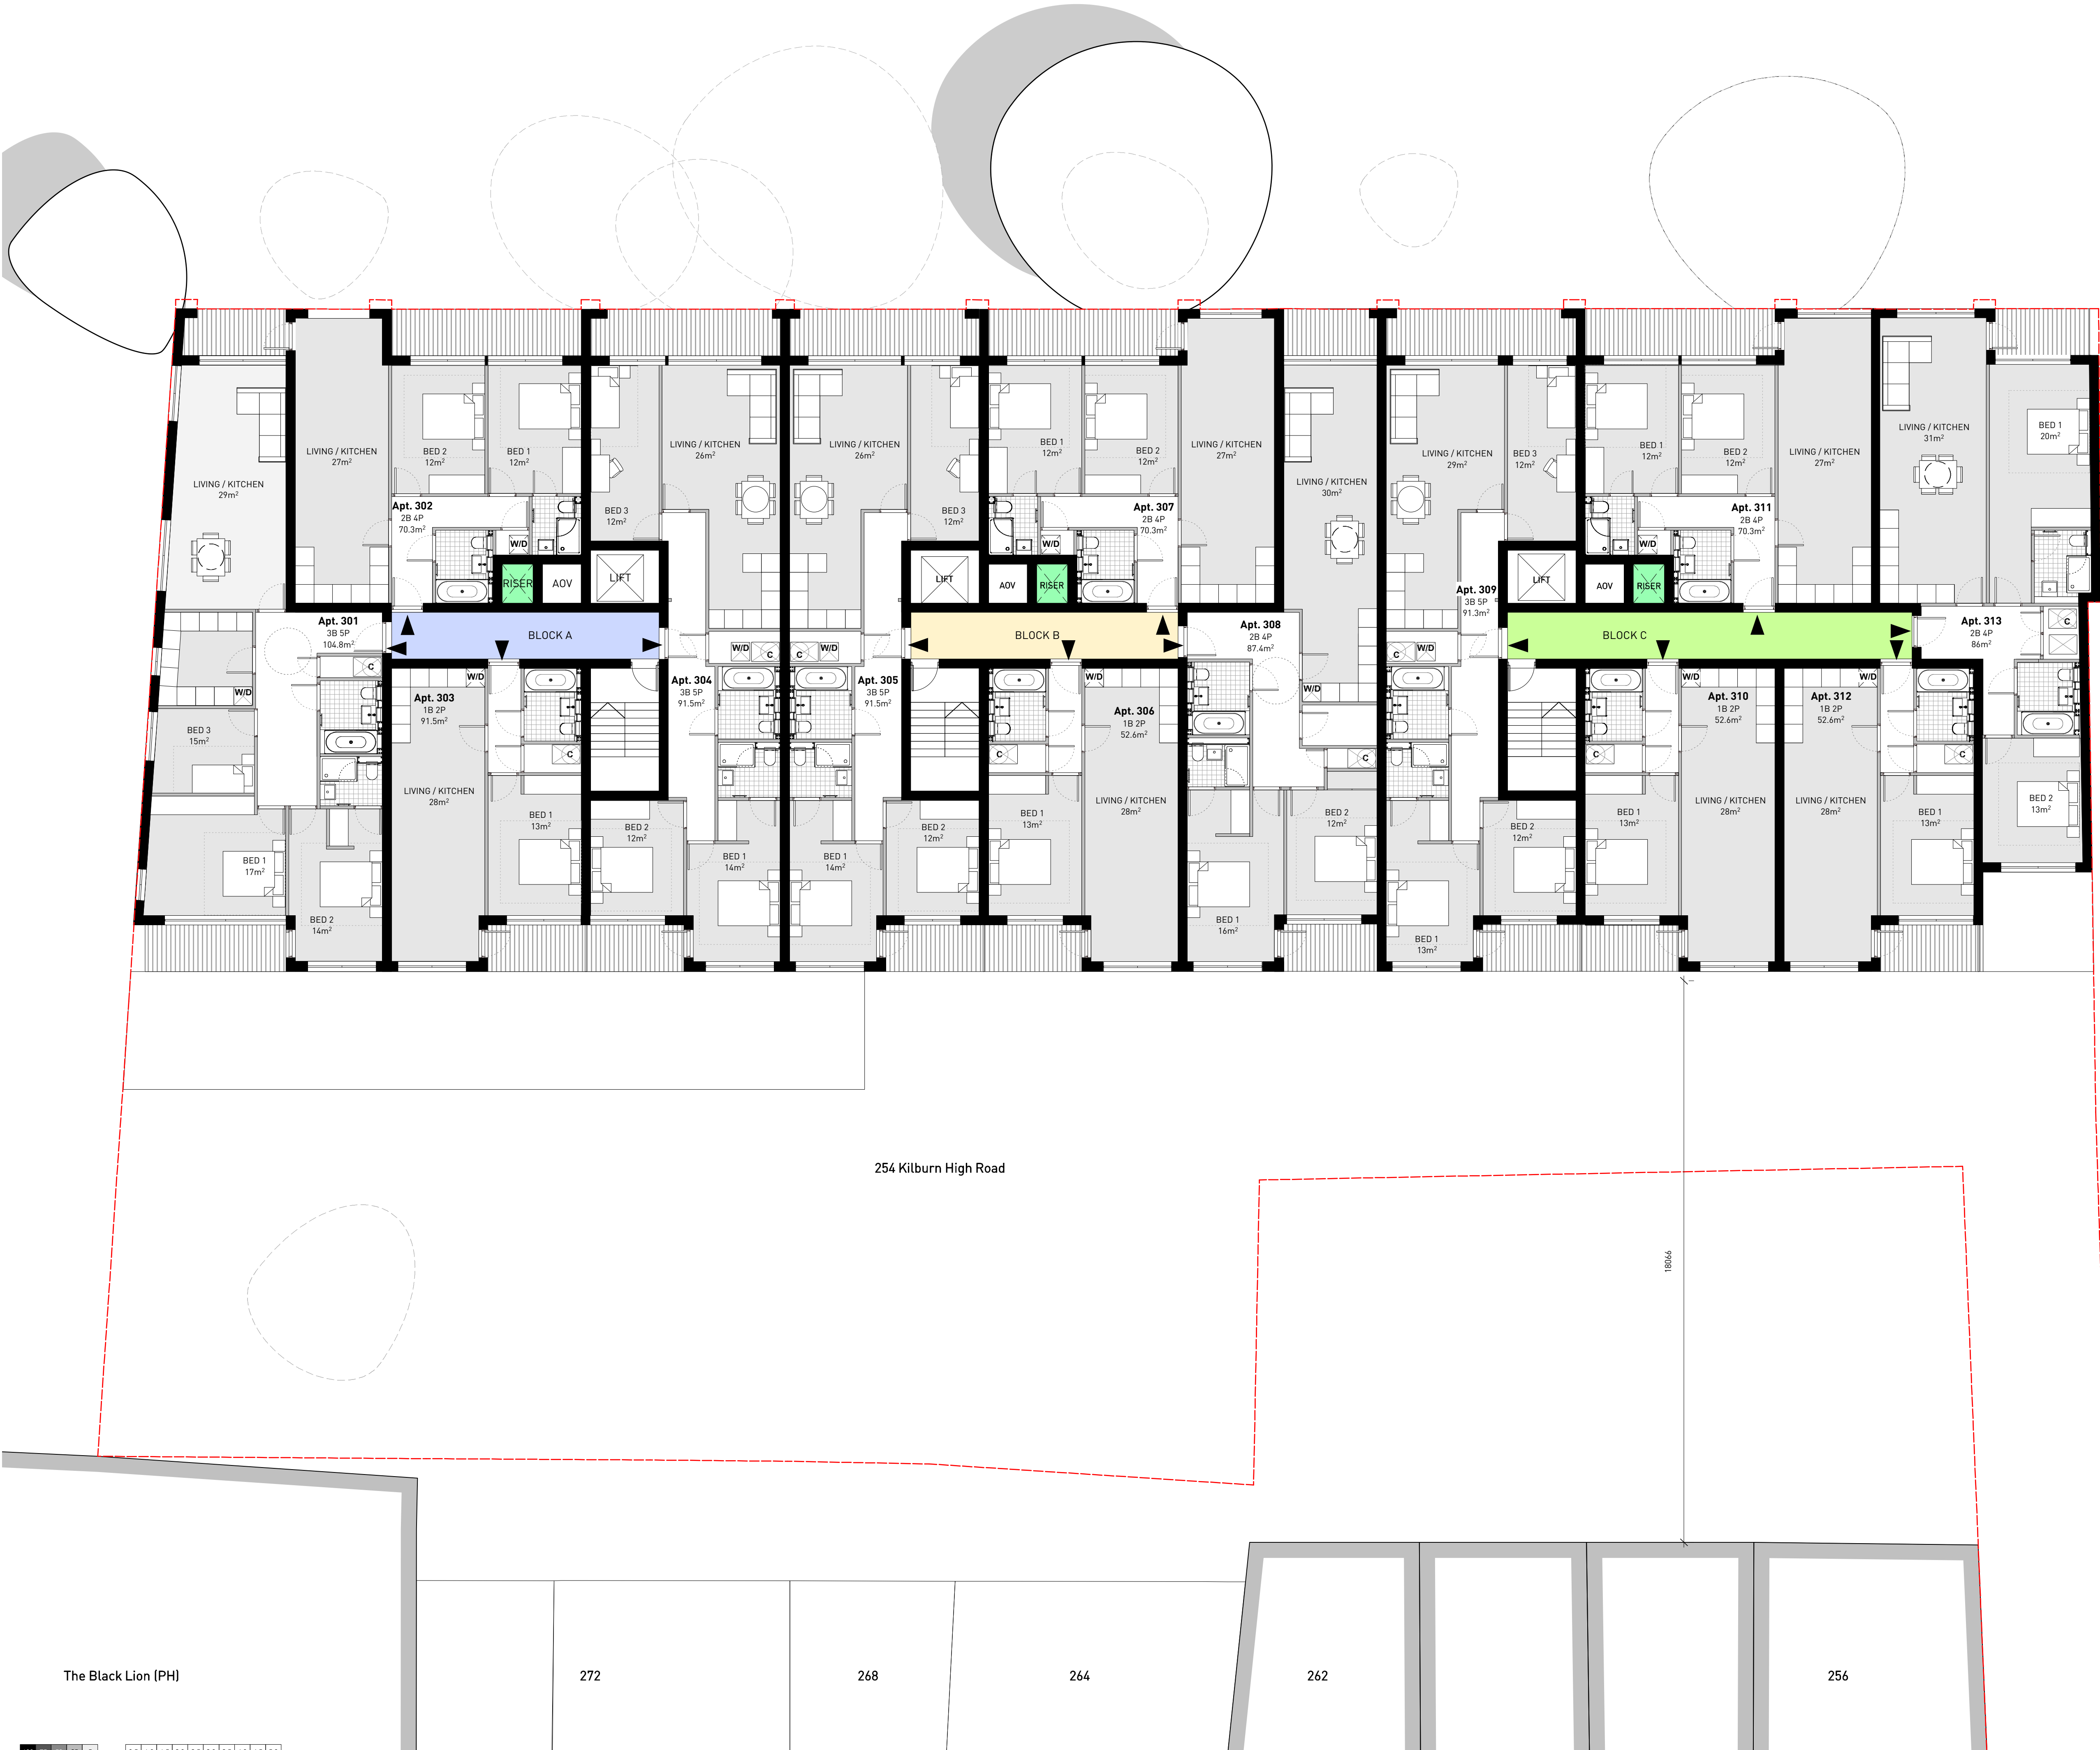 LIVING / KITCHEN
29m²
LIVING / KITCHEN
27m²
BED 2
12m²
BED 1
12m²
Apt. 302
2B 4P
70.3m²
W/D
RISER
AOV
LIFT
BED 3
12m²
LIVING / KITCHEN
26m²
LIVING / KITCHEN
26m²
BED 3
12m²
LIFT
AOV
RISER
BED 1
12m²
BED 2
12m²
Apt. 307
2B 4P
70.3m²
W/D
LIVING / KITCHEN
27m²
LIVING / KITCHEN
30m²
LIVING / KITCHEN
29m²
BED 3
12m²
Apt. 309
3B 5P
91.3m²
LIFT
AOV
RISER
BED 1
12m²
BED 2
12m²
Apt. 311
2B 4P
70.3m²
W/D
LIVING / KITCHEN
27m²
LIVING / KITCHEN
31m²
BED 1
20m²
Apt. 301
3B 5P
104.8m²
C
W/D
BLOCK A
W/D
C
C
W/D
BLOCK B
Apt. 308
2B 4P
87.4m²
W/D
C
C
W/D
BLOCK C
Apt. 313
2B 4P
86m²
C
BED 3
15m²
BED 1
17m²
BED 2
14m²
Apt. 303
1B 2P
91.5m²
W/D
C
LIVING / KITCHEN
28m²
BED 1
13m²
Apt. 304
3B 5P
91.5m²
BED 2
12m²
BED 1
14m²
Apt. 305
3B 5P
91.5m²
BED 1
14m²
BED 2
12m²
W/D
C
Apt. 306
1B 2P
52.6m²
BED 1
13m²
LIVING / KITCHEN
28m²
BED 1
16m²
BED 2
12m²
BED 1
13m²
BED 2
12m²
W/D
C
Apt. 310
1B 2P
52.6m²
BED 1
13m²
LIVING / KITCHEN
28m²
W/D
C
Apt. 312
1B 2P
52.6m²
LIVING / KITCHEN
28m²
BED 1
13m²
BED 2
13m²
254 Kilburn High Road
18066
The Black Lion (PH)
272
268
264
262
256